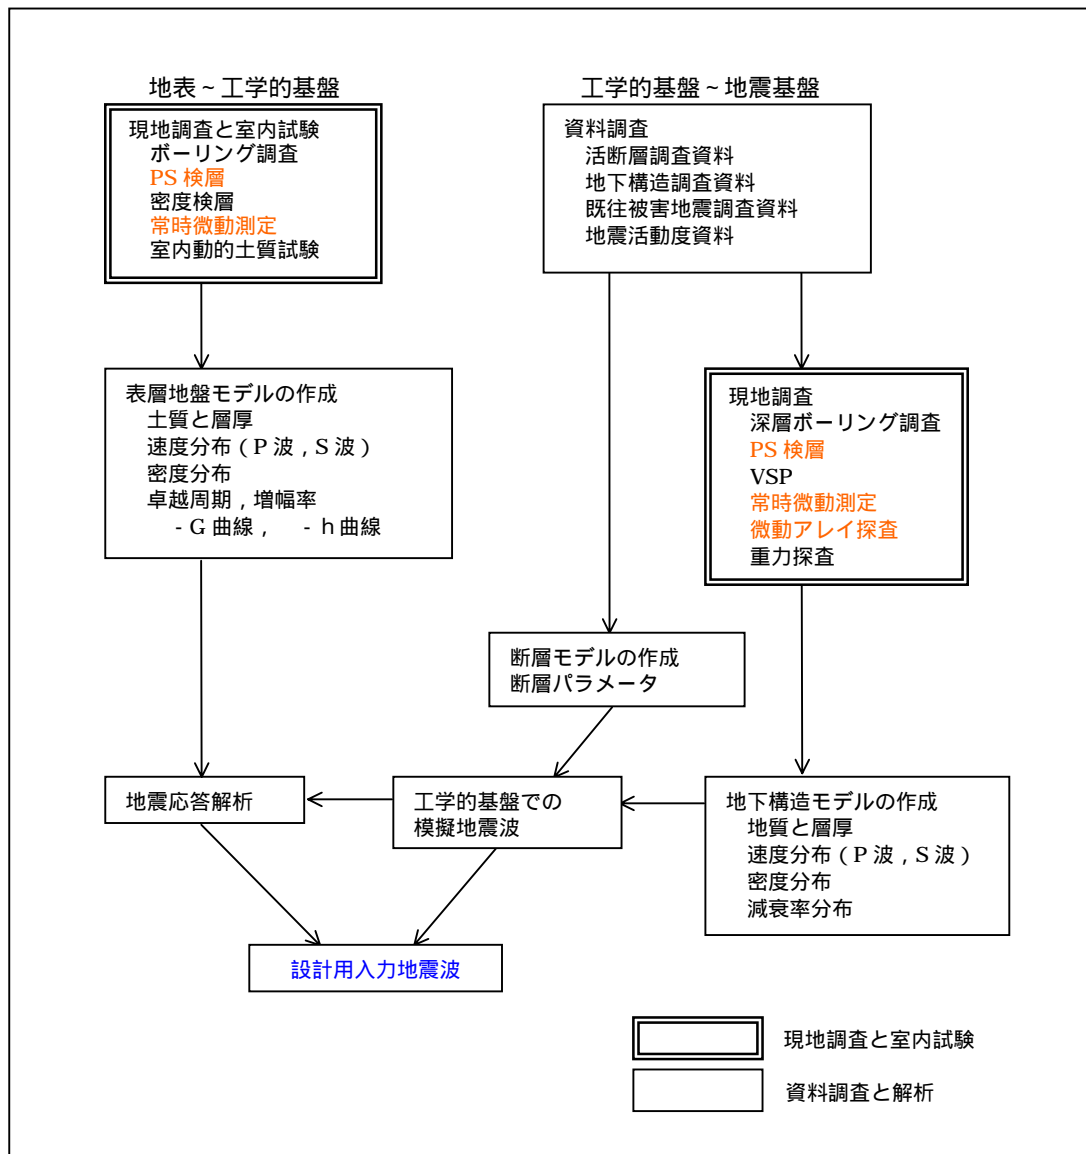 地表~工学的基盤
現地調査と室内試験
ボーリング調査
PS 検層
密度検層
常時微動測定
室内動的土質試験
工学的基盤~地震基盤
資料調査
活断層調査資料
地下構造調査資料
既往被害地震調査資料
地震活動度資料
表層地盤モデルの作成
土質と層厚
速度分布(P 波,S 波)
密度分布
卓越周期,増幅率
- G 曲線, - h 曲線
現地調査
深層ボーリング調査
PS 検層
VSP
常時微動測定
微動アレイ探査
重力探査
断層モデルの作成
断層パラメータ
地震応答解析
工学的基盤での
模擬地震波
地下構造モデルの作成
地質と層厚
速度分布(P 波,S 波)
密度分布
減衰率分布
設計用入力地震波
現地調査と室内試験
資料調査と解析